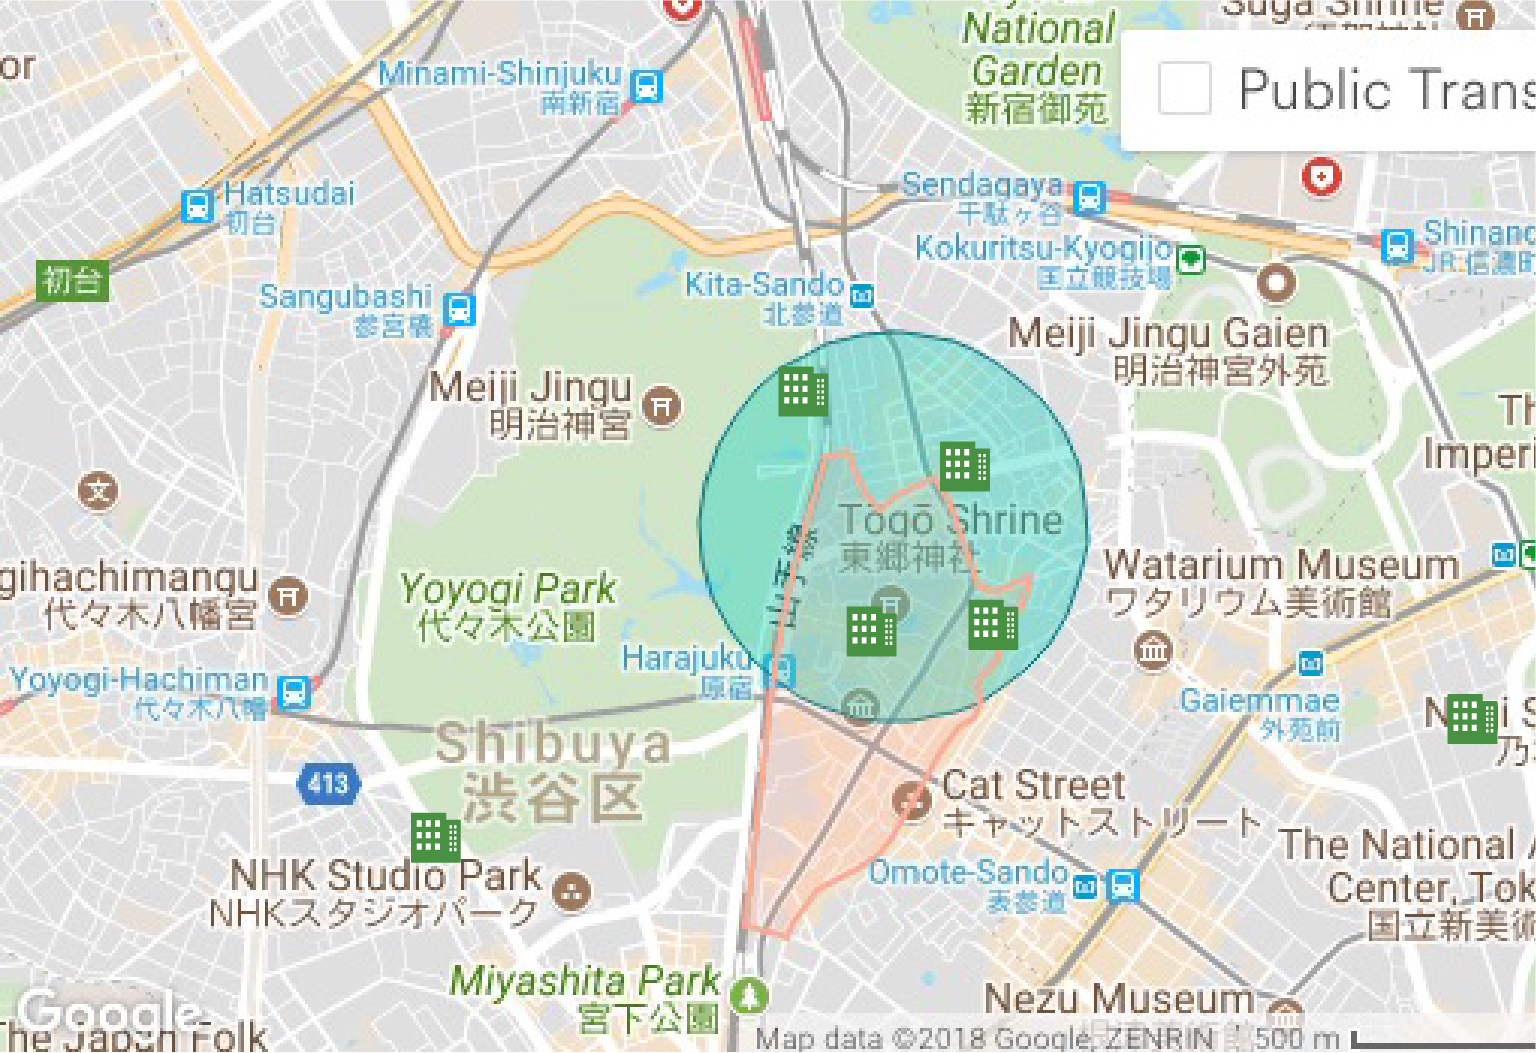 Suga Shrine
National
Garden
新宿御苑
Public Trans
or
Minami-Shinjuku
南新宿
Hatsudai
初台
初台
Sendagaya
千駄ヶ谷
Kokuritsu-Kyogijo
国立競技場
Shinano
JR信濃町
Sangubashi
参宮橋
Kita-Sando
北参道
Meiji Jingu Gaien
明治神宮外苑
Meiji Jingu
明治神宮
Th
Imperi
Tōgō Shrine
東郷神社
山手線
Watarium Museum
ワタリウム美術館
gihachimangu
代々木八幡宮
Yoyogi Park
代々木公園
Harajuku
原宿
Yoyogi-Hachiman
代々木八幡
Gaiemmae
外苑前
Shibuya
渋谷区
413
Cat Street
キャットストリート
NHK Studio Park
NHKスタジオパーク
Omote-Sando
表参道
The National A
Center, Tok
国立新美術
Miyashita Park
宮下公園
Nezu Museum
Google
The Japan Folk
Map data ©2018 Google, ZENRIN
500 m